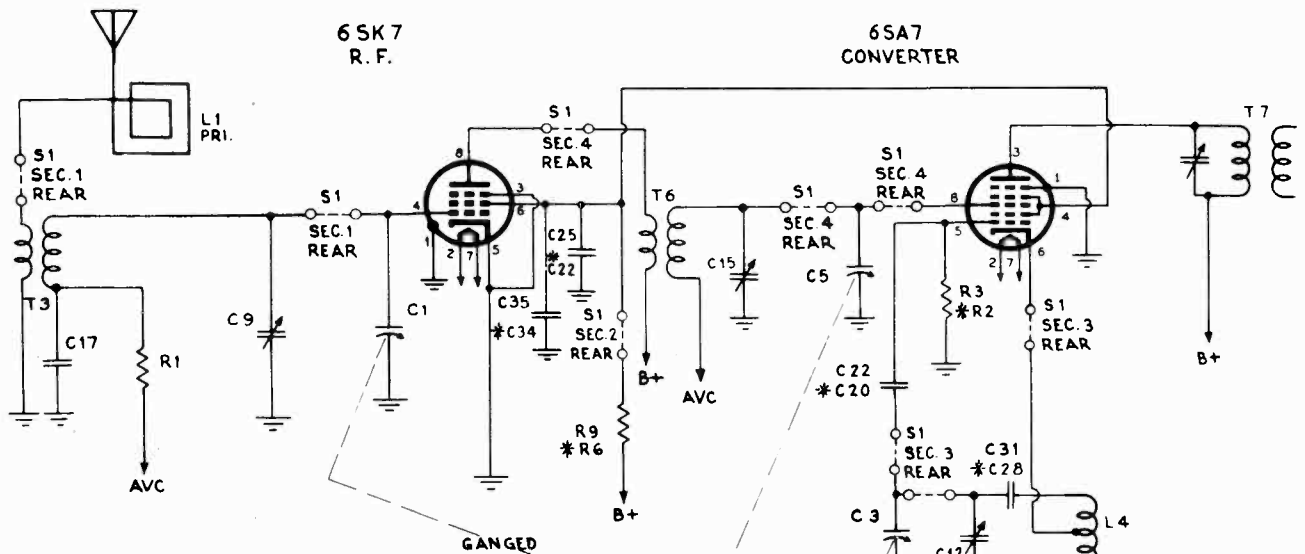 6SK7
R.F.
6SA7
CONVERTER
L1
PRI.
S1
SEC.1
REAR
S1
SEC.4
REAR
T7
8
3
6
4
1
2
7
5
S1
SEC.1
REAR
T3
C17
R1
AVC
C9
C1
C25
*
C22
C35
*C34
S1
SEC.2
REAR
R9
*R6
B+
T6
B+
AVC
C15
S1
SEC.4
REAR
C5
S1
SEC.4
REAR
3
1
8
4
5
2
7
6
R3
*R2
S1
SEC.3
REAR
B+
C22
*C20
S1
SEC.3
REAR
C31
*C28
C3
L4
GANGED